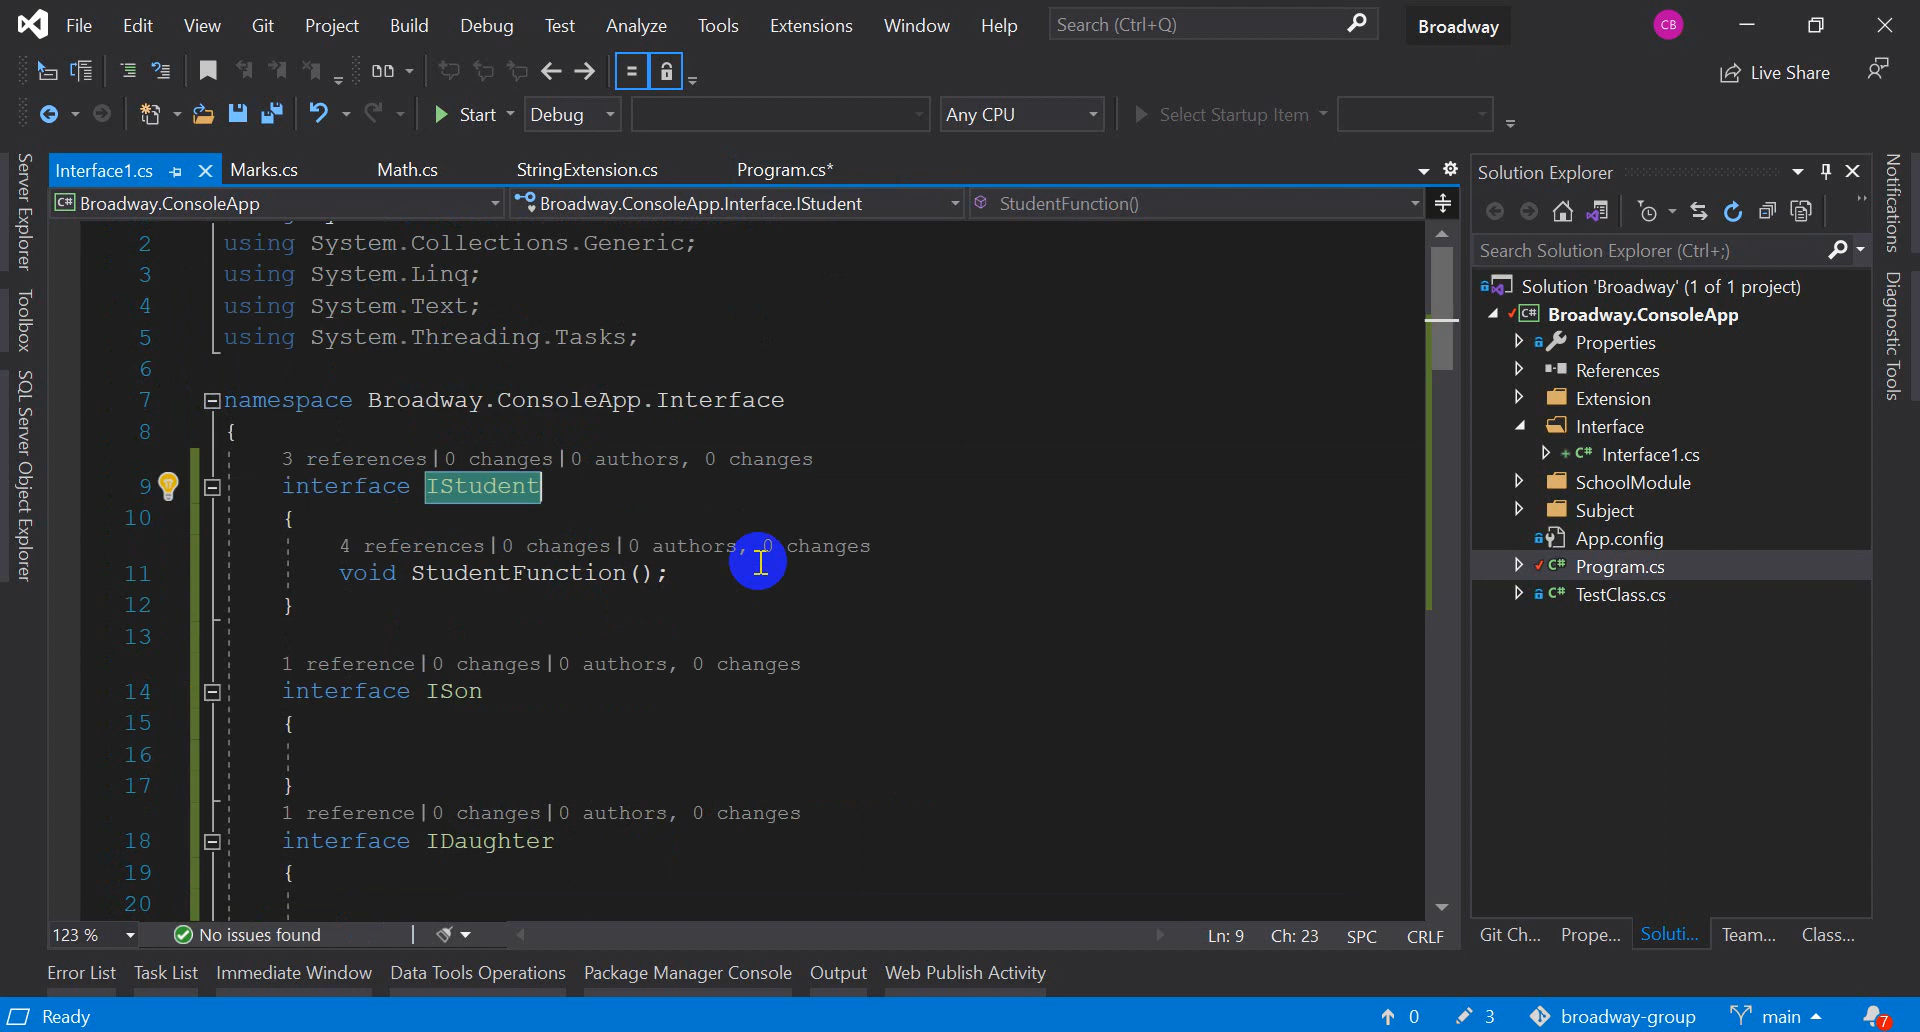 File Edit View Git Project Build Debug Test Analyze Tools Extensions Window Help Search (Ctrl+Q) Broadway CB
Live Share
Start Debug Any CPU Select Startup Item
Server Explorer
Toolbox
SQL Server Object Explorer
Interface1.cs Marks.cs Math.cs StringExtension.cs Program.cs*
C# Broadway.ConsoleApp Broadway.ConsoleApp.Interface.IStudent StudentFunction()
2 using System.Collections.Generic;
3 using System.Linq;
4 using System.Text;
5 using System.Threading.Tasks;
6
7 namespace Broadway.ConsoleApp.Interface
8 {
3 references|0 changes|0 authors, 0 changes
9 interface IStudent
10 {
4 references|0 changes|0 authors, 0 changes
11 void StudentFunction();
12 }
13
1 reference|0 changes|0 authors, 0 changes
14 interface ISon
15 {
16
17 }
1 reference|0 changes|0 authors, 0 changes
18 interface IDaughter
19 {
20
123 % No issues found Ln: 9 Ch: 23 SPC CRLF
Solution Explorer
Search Solution Explorer (Ctrl+;)
Solution 'Broadway' (1 of 1 project)
C# Broadway.ConsoleApp
Properties
References
Extension
Interface
C# Interface1.cs
SchoolModule
Subject
App.config
C# Program.cs
C# TestClass.cs
Git Ch... Prope... Soluti... Team... Class...
Notifications
Diagnostic Tools
Error List Task List Immediate Window Data Tools Operations Package Manager Console Output Web Publish Activity
Ready 0 3 broadway-group main 7